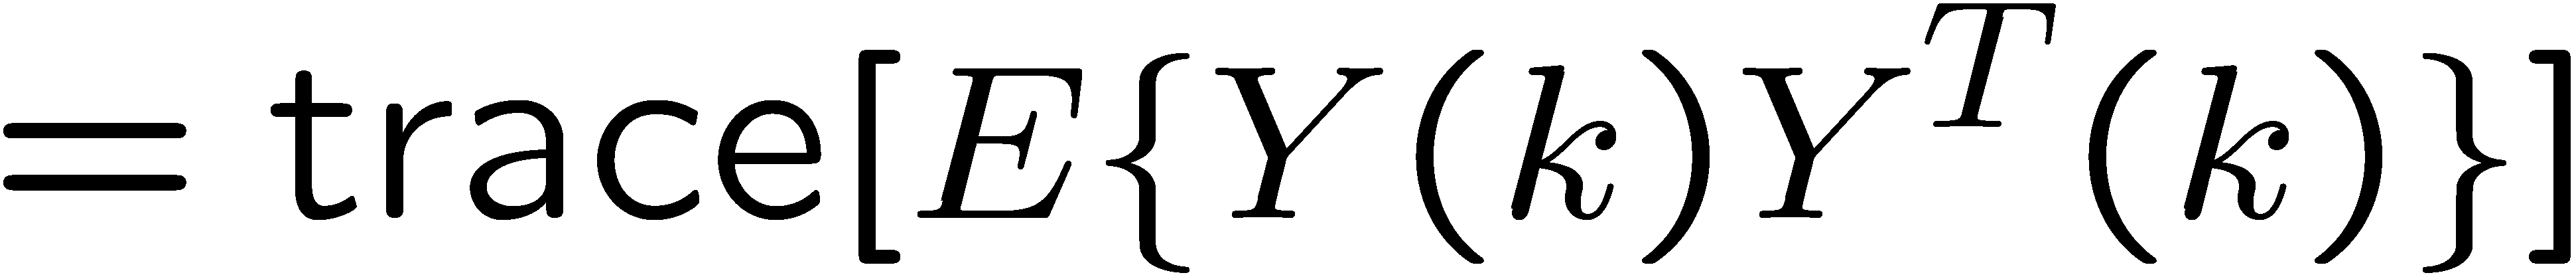 = trace[E{Y(k)Y^T(k)}]